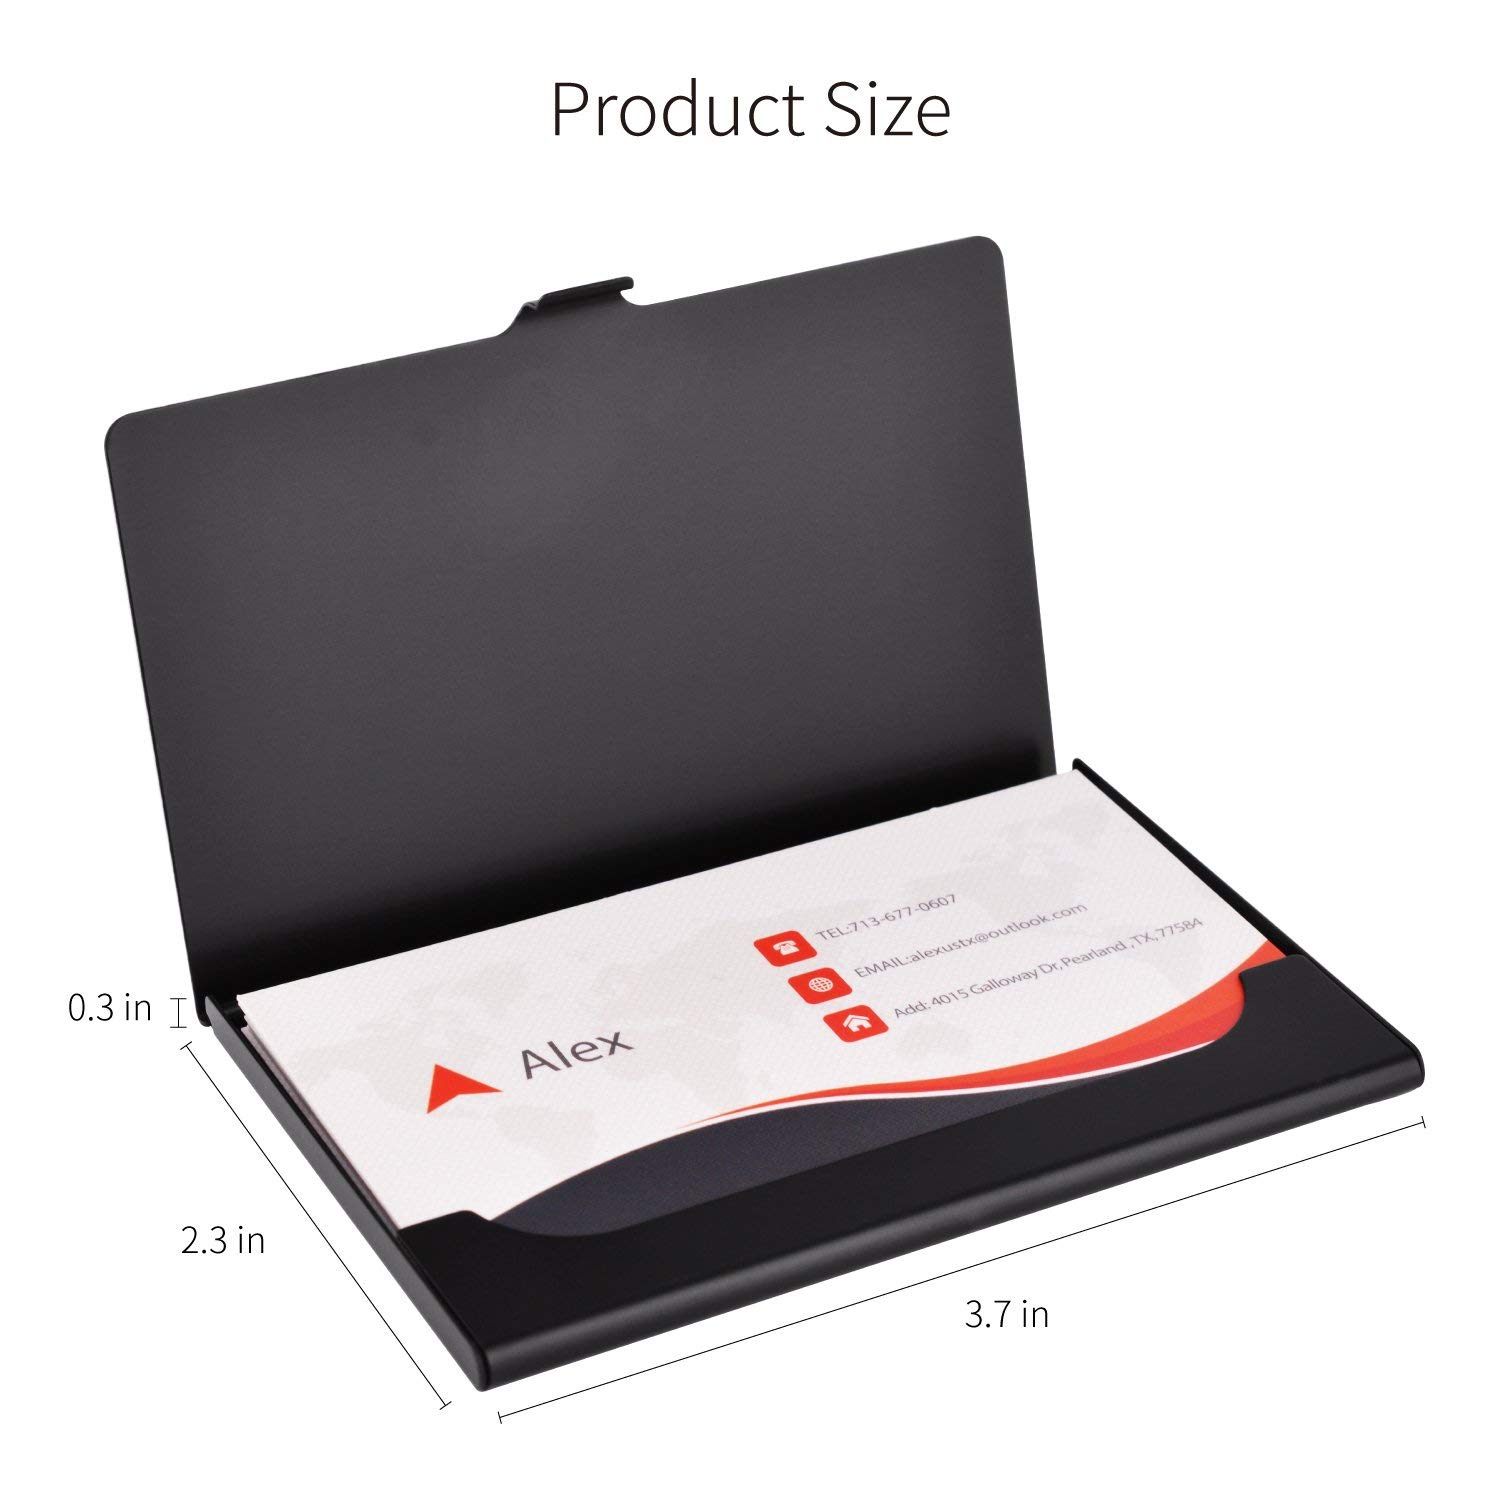 Product Size
TEL:713-677-0607
EMAIL:alexustx@outlook.com
Add: 4015 Galloway Dr, Pearland ,TX, 77584
Alex
0.3 in
2.3 in
3.7 in